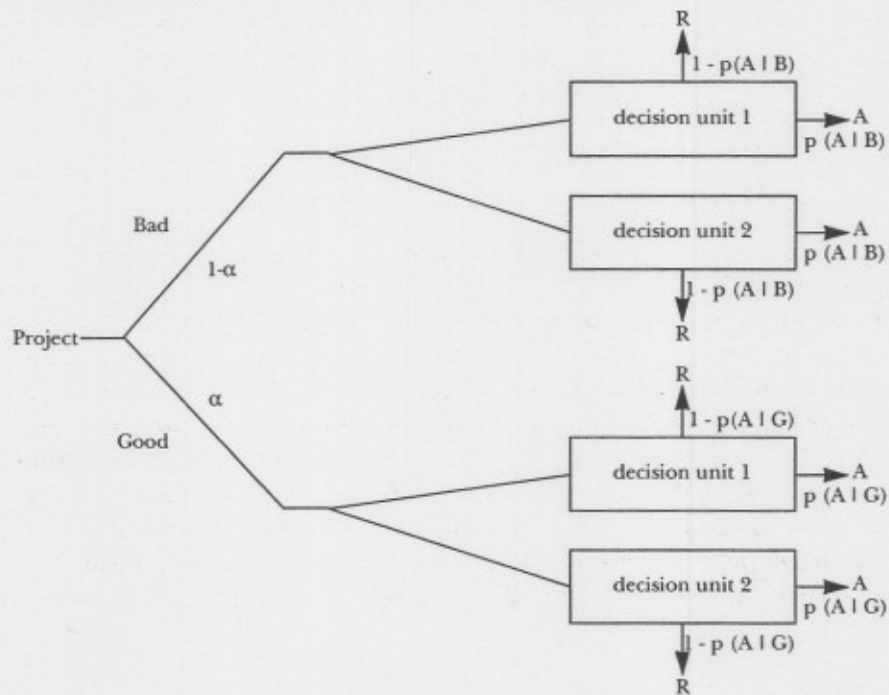 R
1 - p(A | B)
decision unit 1
A
p (A | B)
Bad
decision unit 2
A
p (A | B)
1-α
1 - p (A | B)
R
Project
R
α
1 - p(A | G)
Good
decision unit 1
A
p (A | G)
decision unit 2
A
p (A | G)
1 - p (A | G)
R